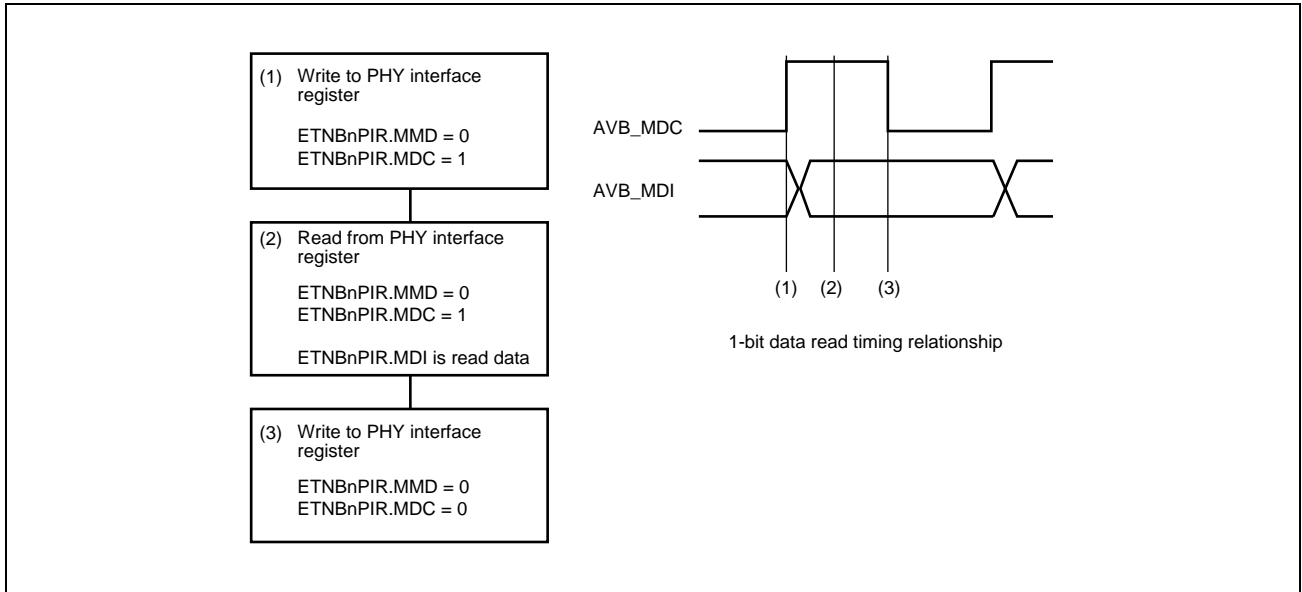 (1) Write to PHY interface
register
ETNBnPIR.MMD = 0
ETNBnPIR.MDC = 1
(2) Read from PHY interface
register
ETNBnPIR.MMD = 0
ETNBnPIR.MDC = 1
ETNBnPIR.MDI is read data
(3) Write to PHY interface
register
ETNBnPIR.MMD = 0
ETNBnPIR.MDC = 0
AVB_MDC
AVB_MDI
(1) (2) (3)
1-bit data read timing relationship